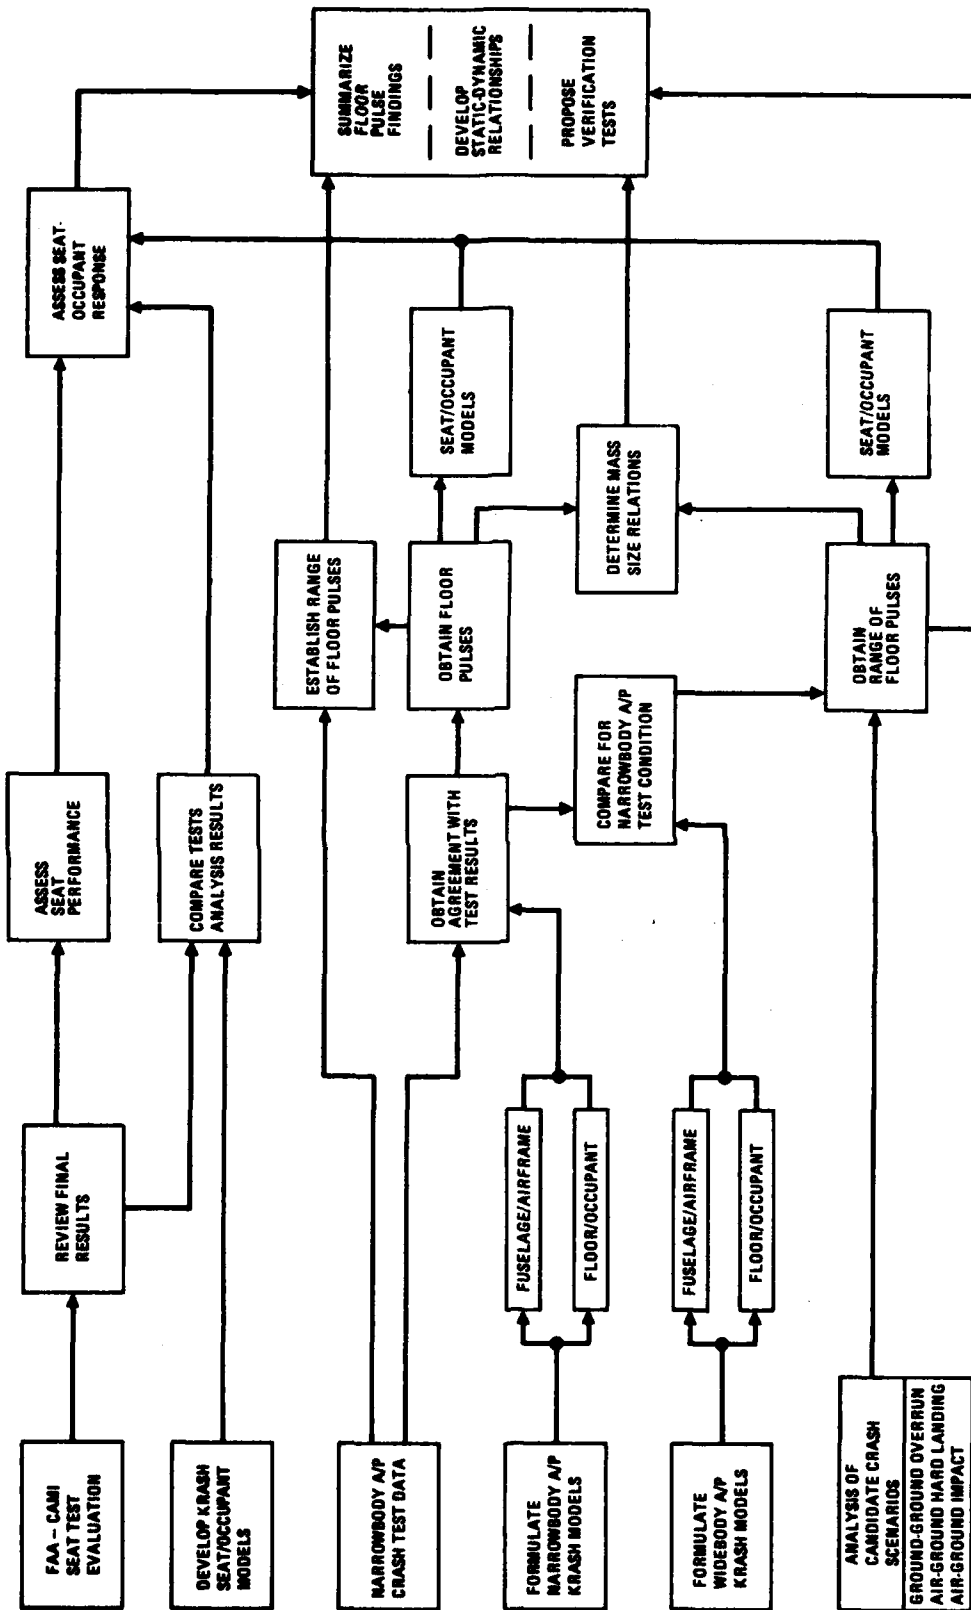 FAA – CAMI
SEAT TEST
EVALUATION
REVIEW FINAL
RESULTS
ASSESS
SEAT
PERFORMANCE
ASSESS SEAT-
OCCUPANT
RESPONSE
SUMMARIZE
FLOOR
PULSE
FINDINGS
DEVELOP
STATIC-DYNAMIC
RELATIONSHIPS
PROPOSE
VERIFICATION
TESTS
DEVELOP KRASH
SEAT/OCCUPANT
MODELS
COMPARE TESTS
ANALYSIS RESULTS
NARROWBODY A/P
CRASH TEST DATA
ESTABLISH RANGE
OF FLOOR PULSES
OBTAIN
AGREEMENT WITH
TEST RESULTS
OBTAIN FLOOR
PULSES
SEAT/OCCUPANT
MODELS
FORMULATE
NARROWBODY A/P
KRASH MODELS
FUSELAGE/AIRFRAME
FLOOR/OCCUPANT
COMPARE FOR
NARROWBODY A/P
TEST CONDITION
DETERMINE MASS
SIZE RELATIONS
FORMULATE
WIDEBODY A/P
KRASH MODELS
FUSELAGE/AIRFRAME
FLOOR/OCCUPANT
ANALYSIS OF
CANDIDATE CRASH
SCENARIOS
GROUND-GROUND OVERRUN
AIR-GROUND HARD LANDING
AIR-GROUND IMPACT
OBTAIN
RANGE OF
FLOOR PULSES
SEAT/OCCUPANT
MODELS